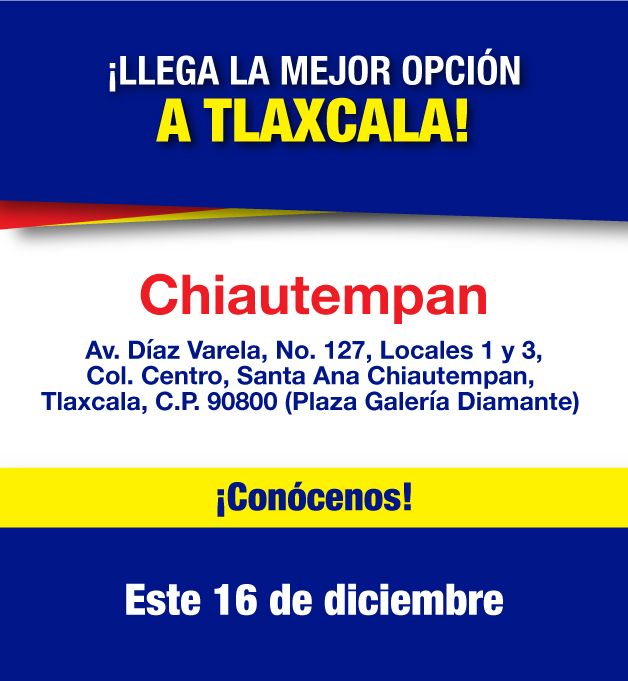 ¡LLEGA LA MEJOR OPCIÓN
A TLAXCALA!
Chiautempan
Av. Díaz Varela, No. 127, Locales 1 y 3,
Col. Centro, Santa Ana Chiautempan,
Tlaxcala, C.P. 90800 (Plaza Galería Diamante)
¡Conócenos!
Este 16 de diciembre